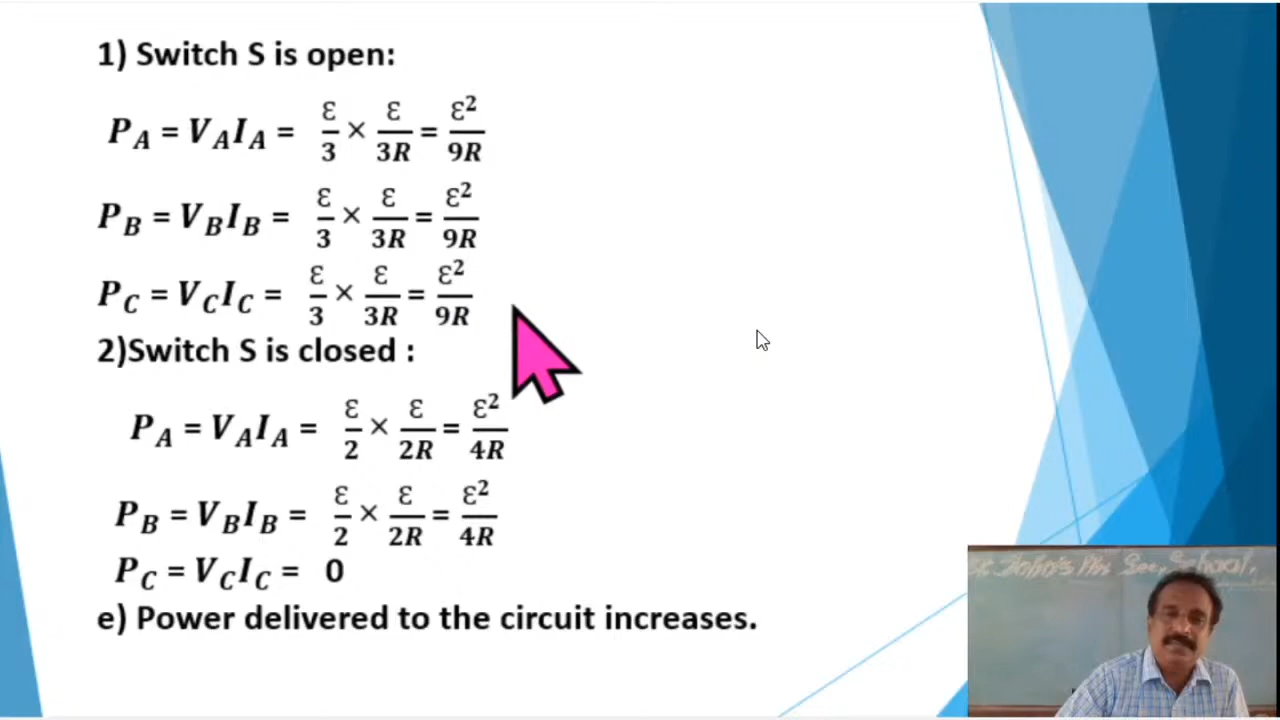 1) Switch S is open:
P_A = V_A I_A = ε/3 × ε/3R = ε²/9R
P_B = V_B I_B = ε/3 × ε/3R = ε²/9R
P_C = V_C I_C = ε/3 × ε/3R = ε²/9R
2)Switch S is closed :
P_A = V_A I_A = ε/2 × ε/2R = ε²/4R
P_B = V_B I_B = ε/2 × ε/2R = ε²/4R
P_C = V_C I_C = 0
e) Power delivered to the circuit increases.
School.